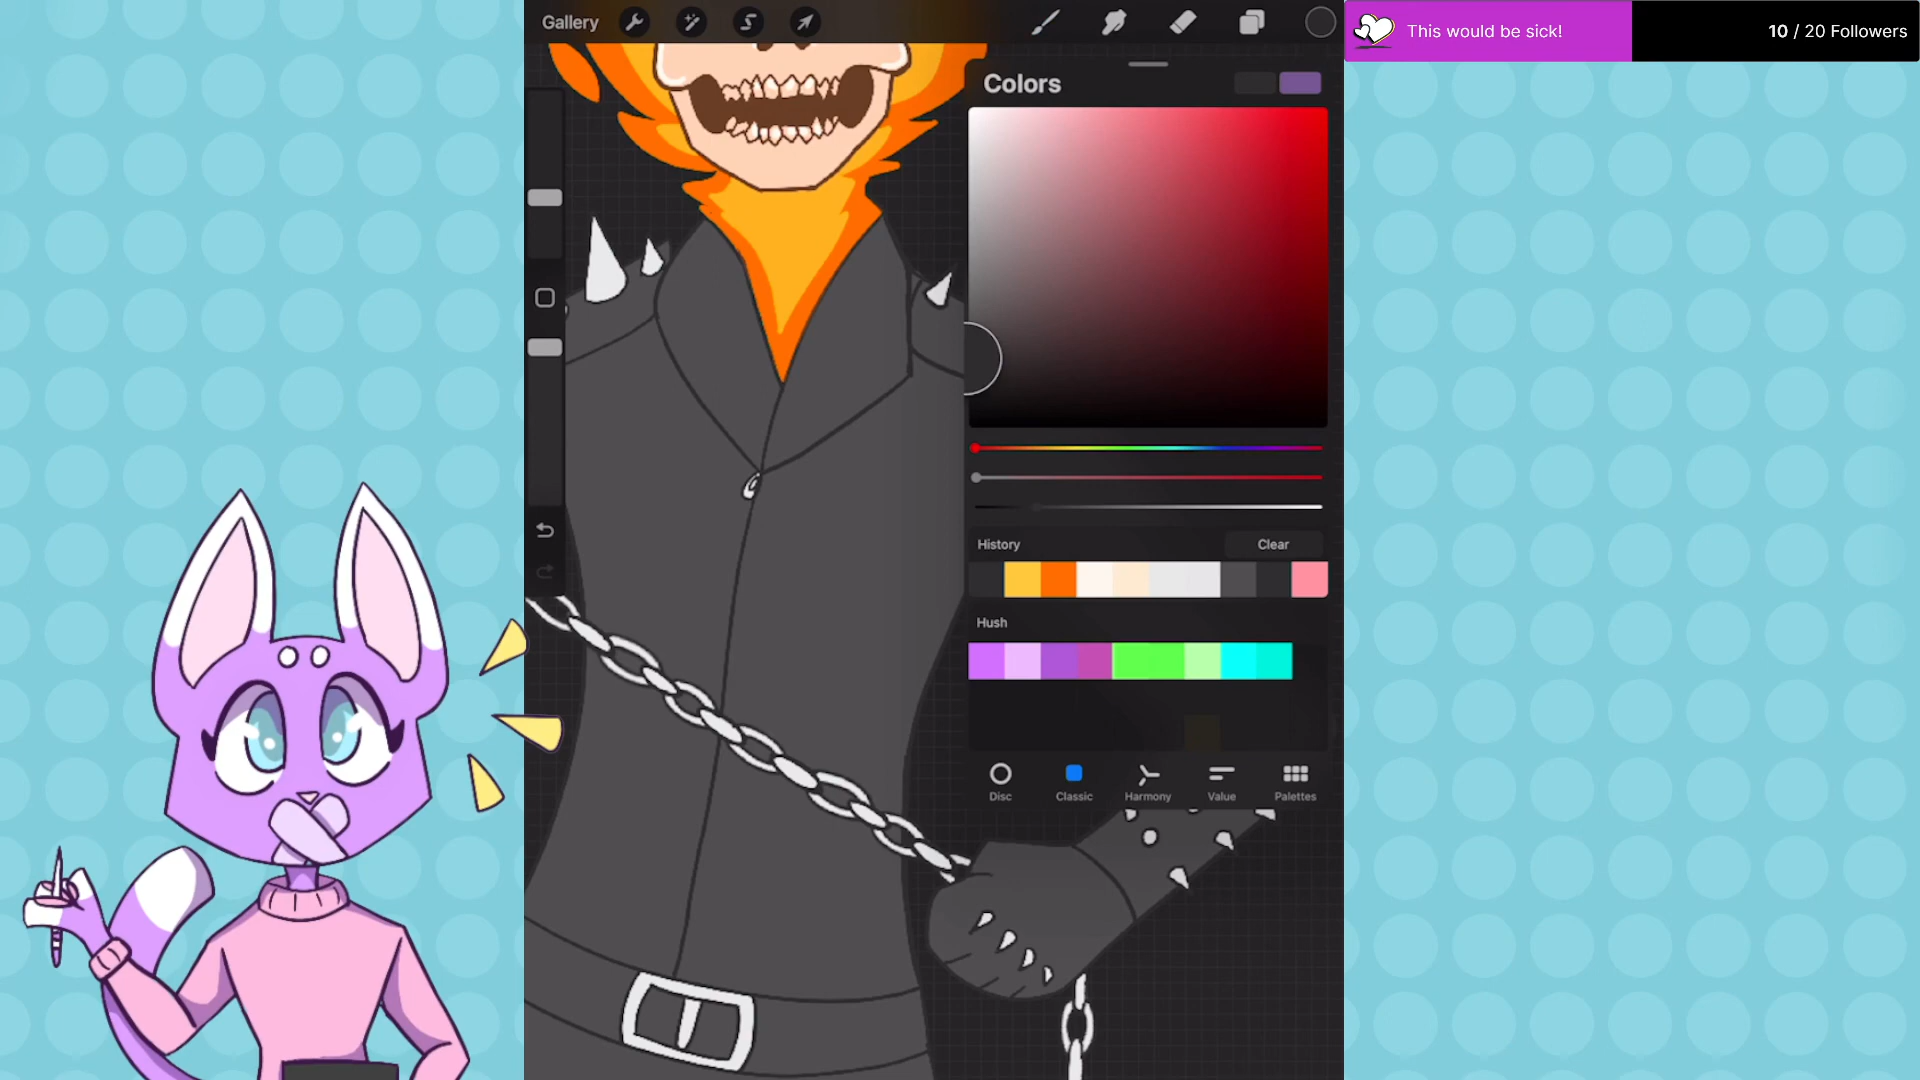 Gallery
Colors
History
Clear
Hush
Disc
Classic
Harmony
Value
Palettes
This would be sick!
10 / 20 Followers